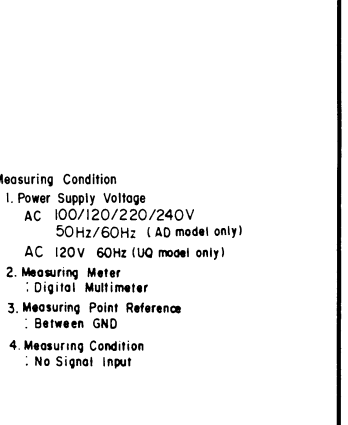 Measuring Condition
1. Power Supply Voltage
AC 100/120/220/240V
50Hz/60Hz (AD model only)
AC 120V 60Hz (UQ model only)
2. Measuring Meter
: Digital Multimeter
3. Measuring Point Reference
: Between GND
4. Measuring Condition
: No Signal Input